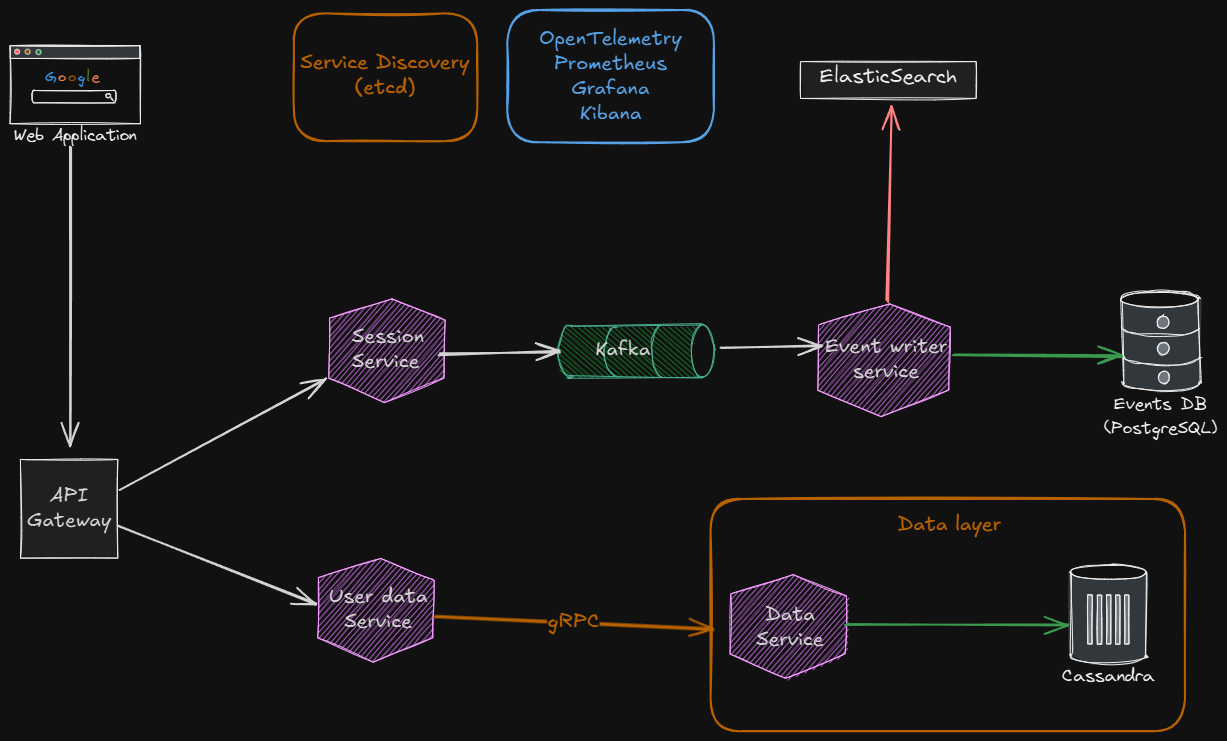 Google
Web Application
Service Discovery
(etcd)
OpenTelemetry
Prometheus
Grafana
Kibana
ElasticSearch
Session
Service
Kafka
Event writer
service
Events DB
(PostgreSQL)
API
Gateway
User data
Service
gRPC
Data layer
Data
Service
Cassandra